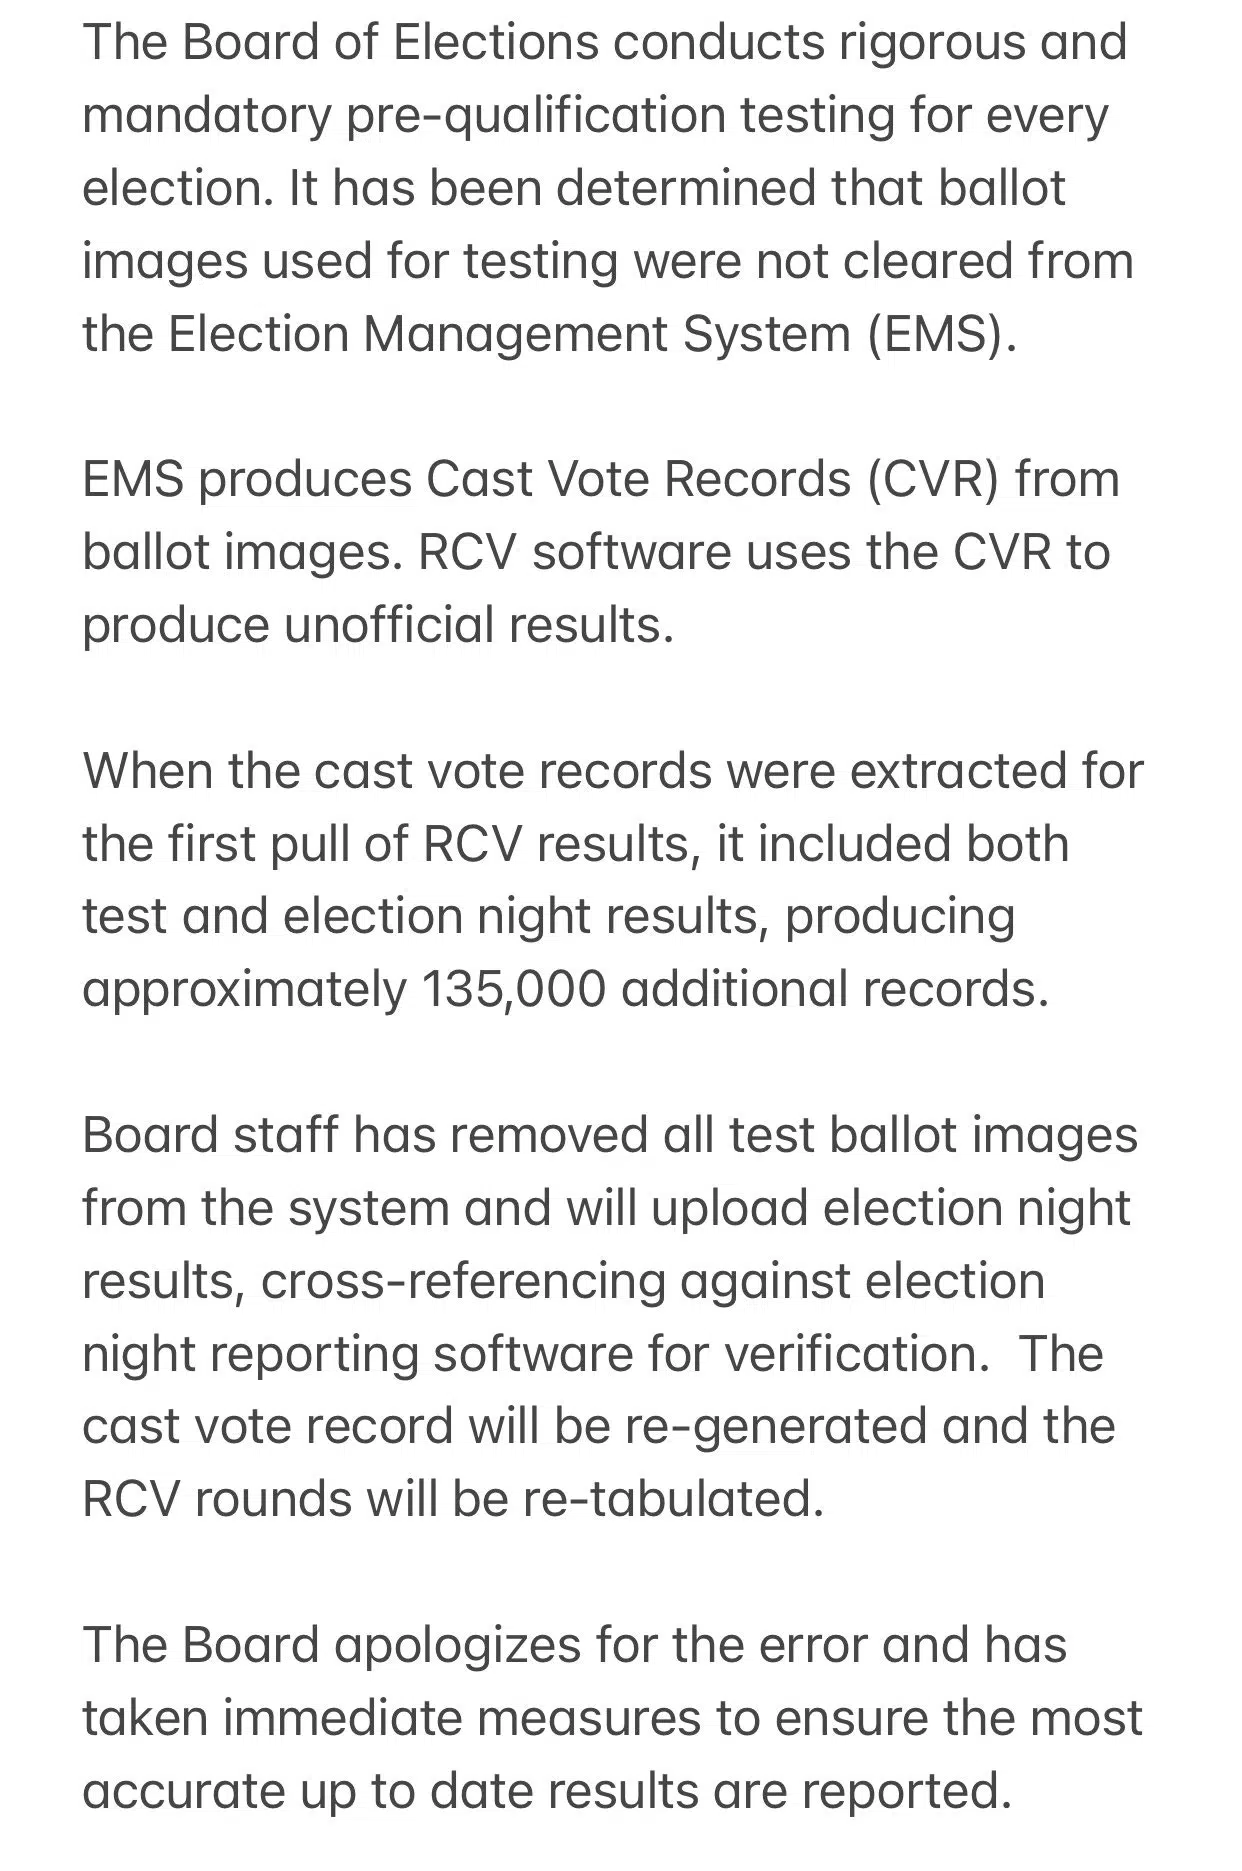 The Board of Elections conducts rigorous and
mandatory pre-qualification testing for every
election. It has been determined that ballot
images used for testing were not cleared from
the Election Management System (EMS).
EMS produces Cast Vote Records (CVR) from
ballot images. RCV software uses the CVR to
produce unofficial results.
When the cast vote records were extracted for
the first pull of RCV results, it included both
test and election night results, producing
approximately 135,000 additional records.
Board staff has removed all test ballot images
from the system and will upload election night
results, cross-referencing against election
night reporting software for verification.  The
cast vote record will be re-generated and the
RCV rounds will be re-tabulated.
The Board apologizes for the error and has
taken immediate measures to ensure the most
accurate up to date results are reported.